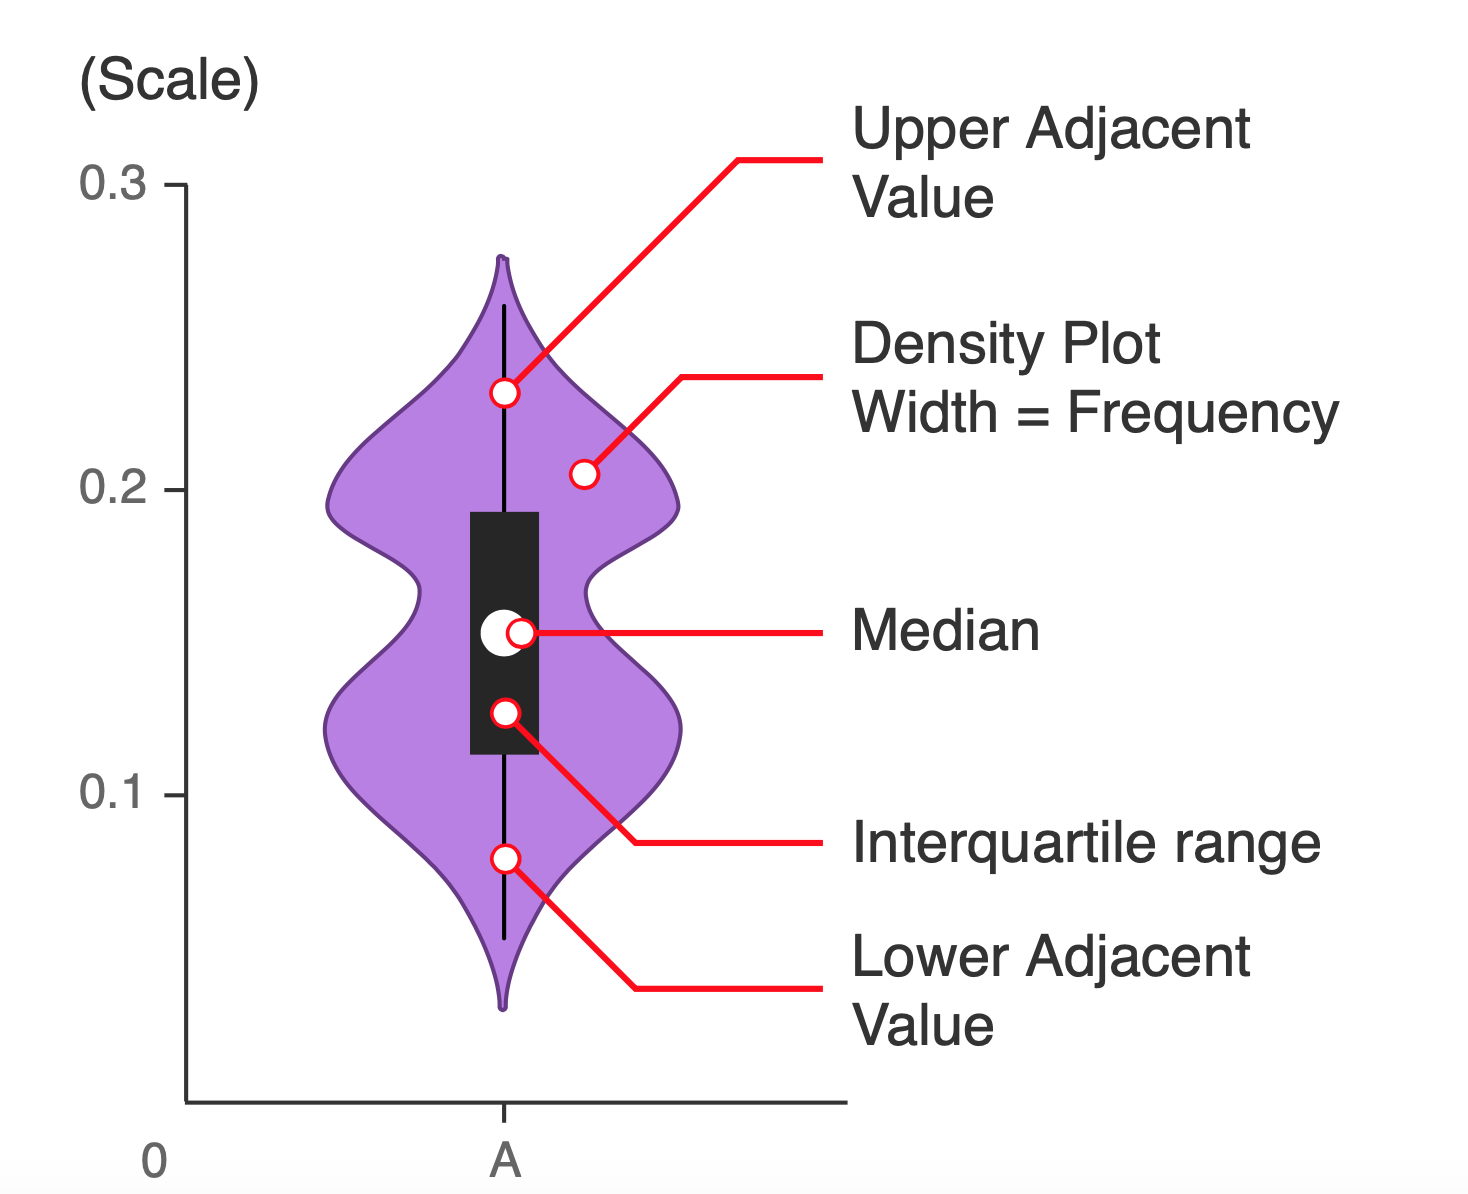 (Scale)
0.3
0.2
0.1
0
A
Upper Adjacent
Value
Density Plot
Width = Frequency
Median
Interquartile range
Lower Adjacent
Value